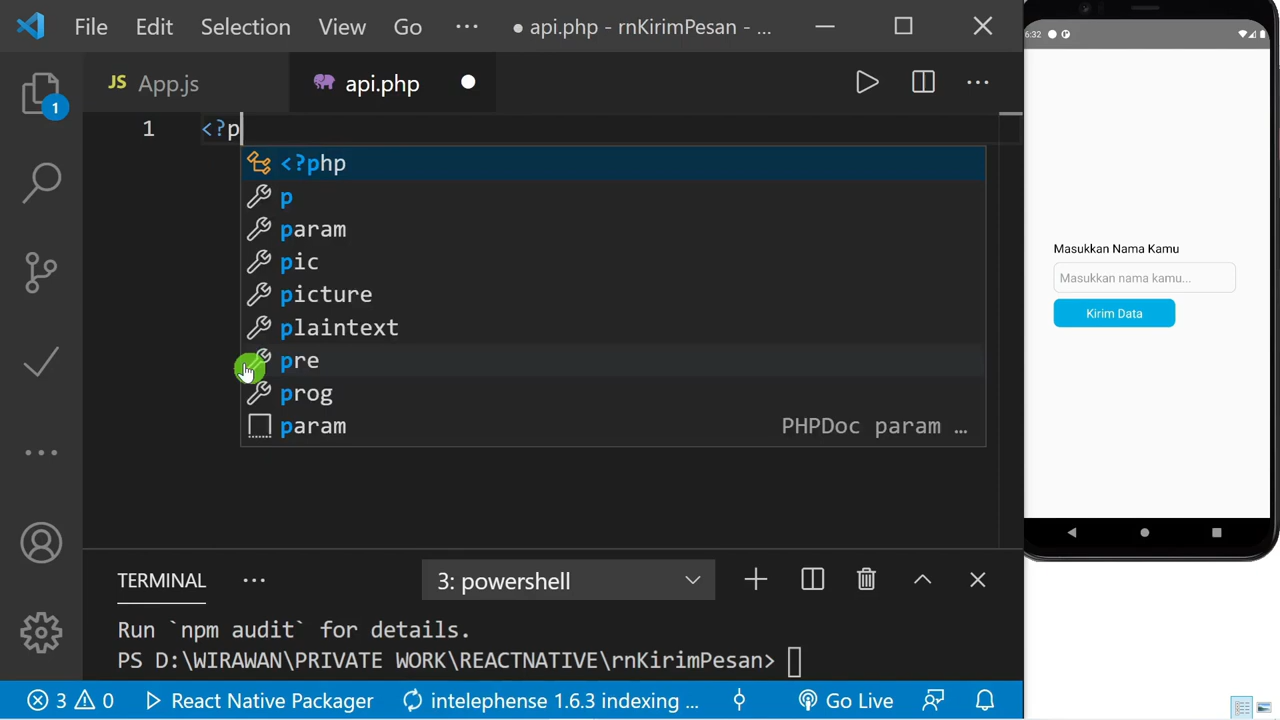 File Edit Selection View Go ··· ● api.php - rnKirimPesan - ...
JS App.js api.php ●
1
1 <?p
<?php
p
param
pic
picture
plaintext
pre
prog
param PHPDoc param …
TERMINAL ··· 3: powershell
Run `npm audit` for details.
PS D:\WIRAWAN\PRIVATE WORK\REACTNATIVE\rnKirimPesan>
3 0 React Native Packager intelephense 1.6.3 indexing ... Go Live
6:32
Masukkan Nama Kamu
Masukkan nama kamu...
Kirim Data